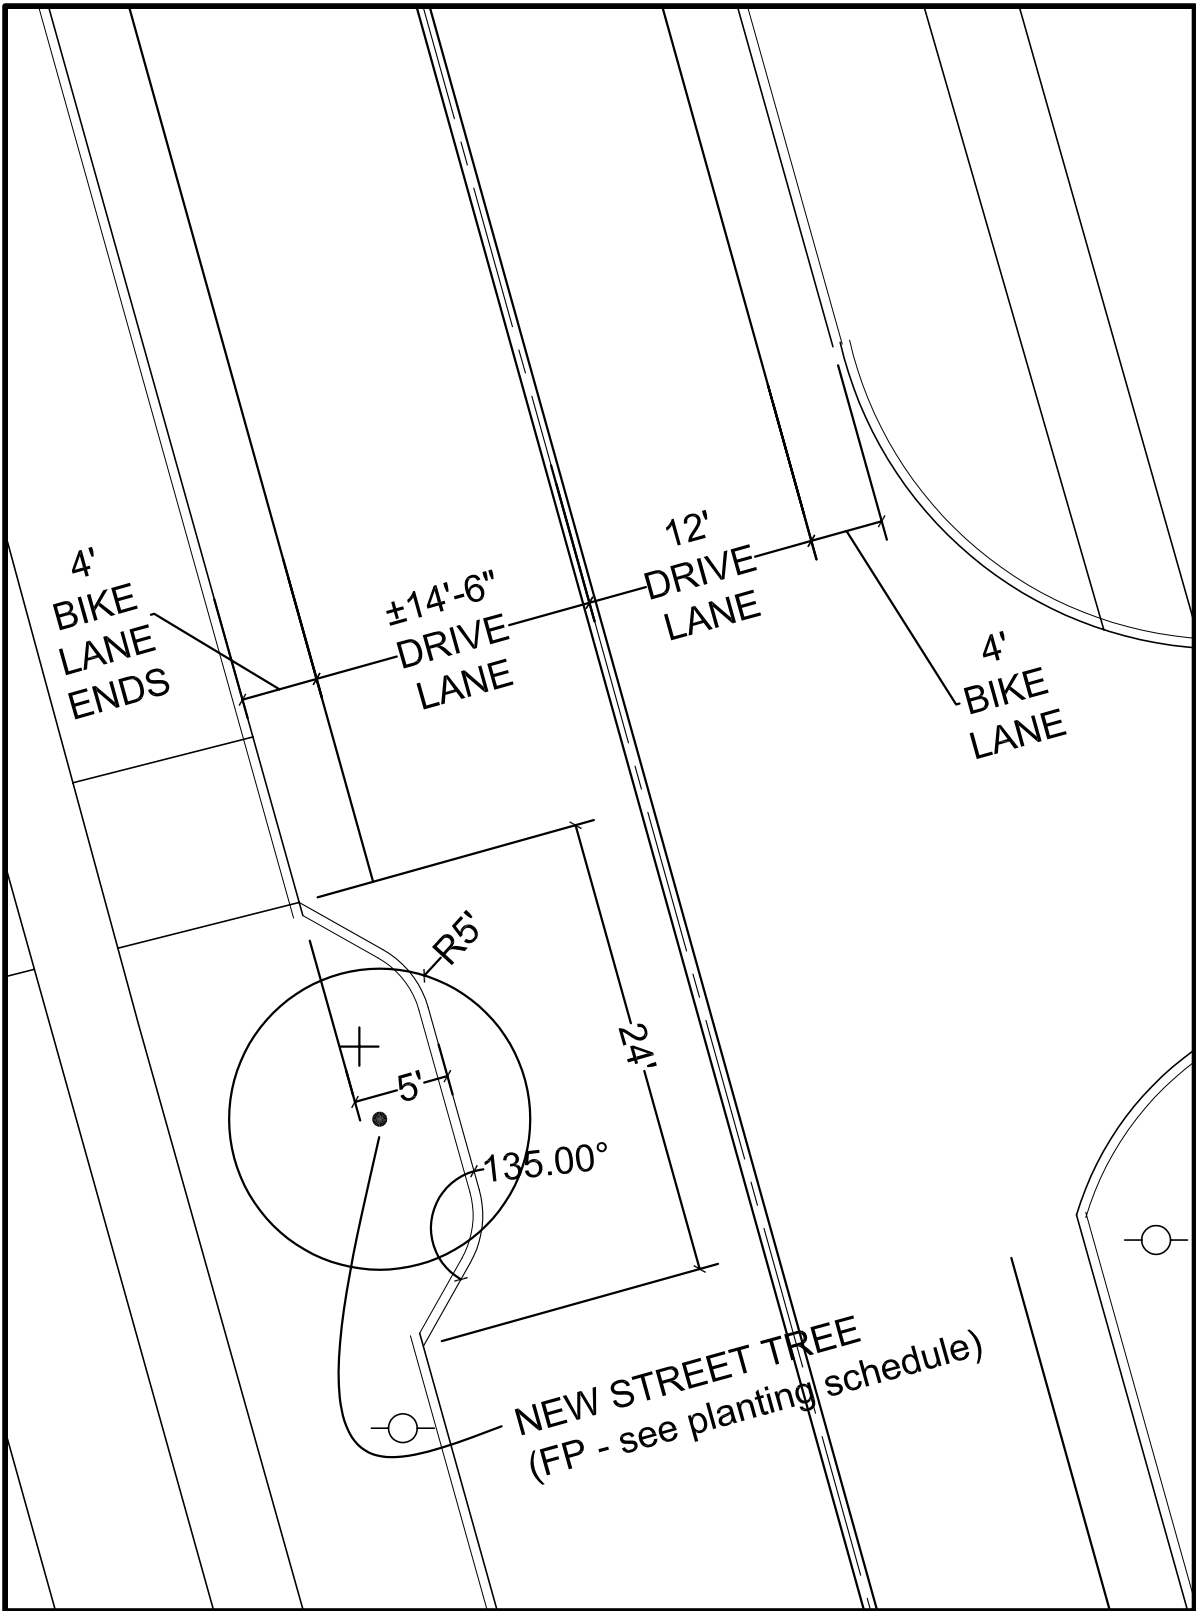 4'
BIKE
LANE
ENDS
±14'-6"
DRIVE
LANE
12'
DRIVE
LANE
4'
BIKE
LANE
R5'
24'
5'
135.00°
NEW STREET TREE
(FP - see planting schedule)